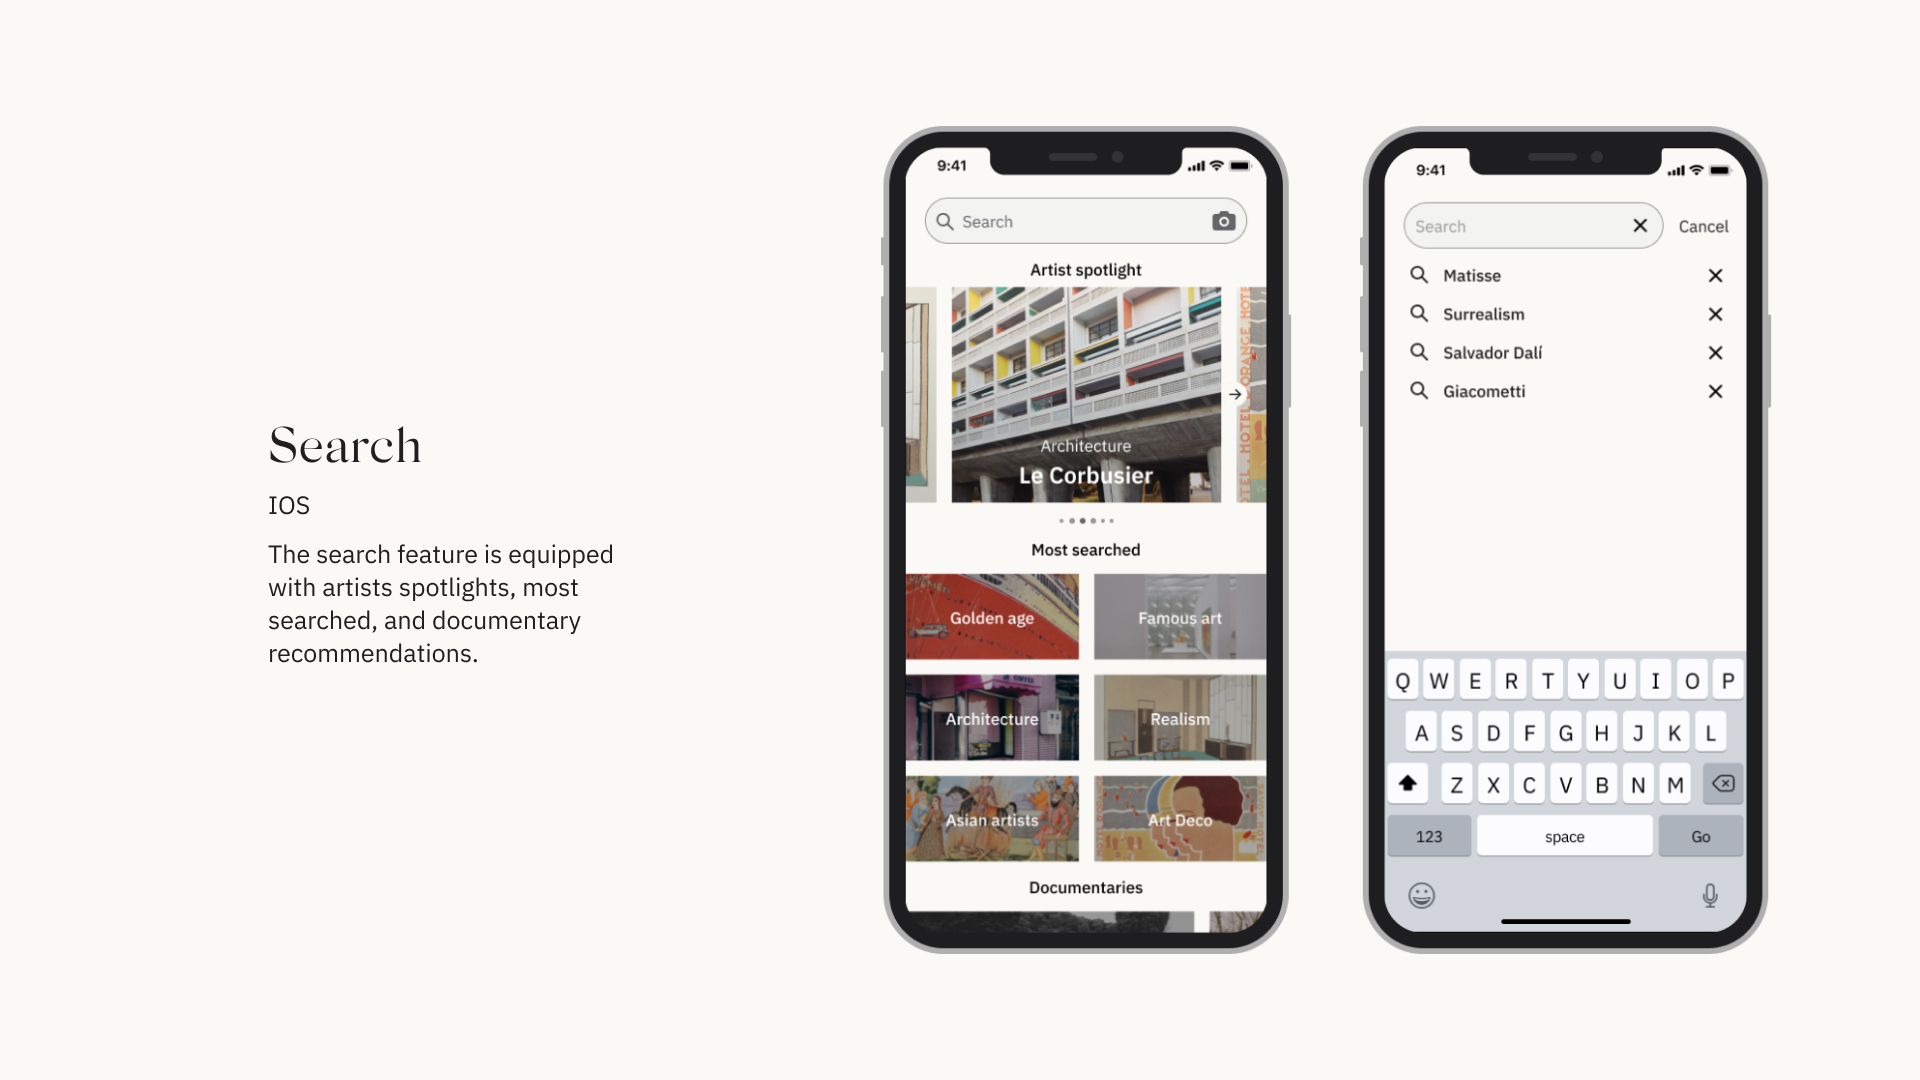 Search
IOS
The search feature is equipped
with artists spotlights, most
searched, and documentary
recommendations.
9:41
Search
Artist spotlight
Architecture
Le Corbusier
Most searched
Golden age
Famous art
Architecture
Realism
Asian artists
Art Deco
Documentaries
9:41
Search
Cancel
Matisse
Surrealism
Salvador Dalí
Giacometti
Q W E R T Y U I O P
A S D F G H J K L
Z X C V B N M
123 space Go